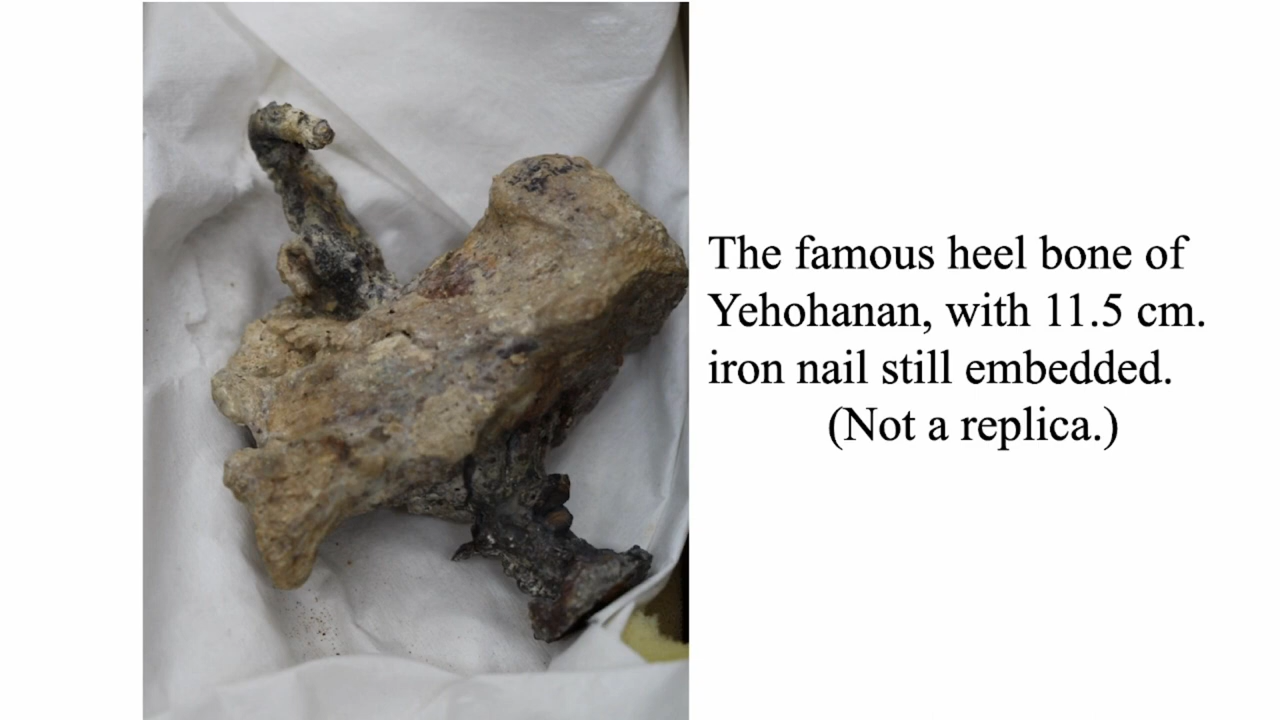 The famous heel bone of
Yehohanan, with 11.5 cm.
iron nail still embedded.
(Not a replica.)